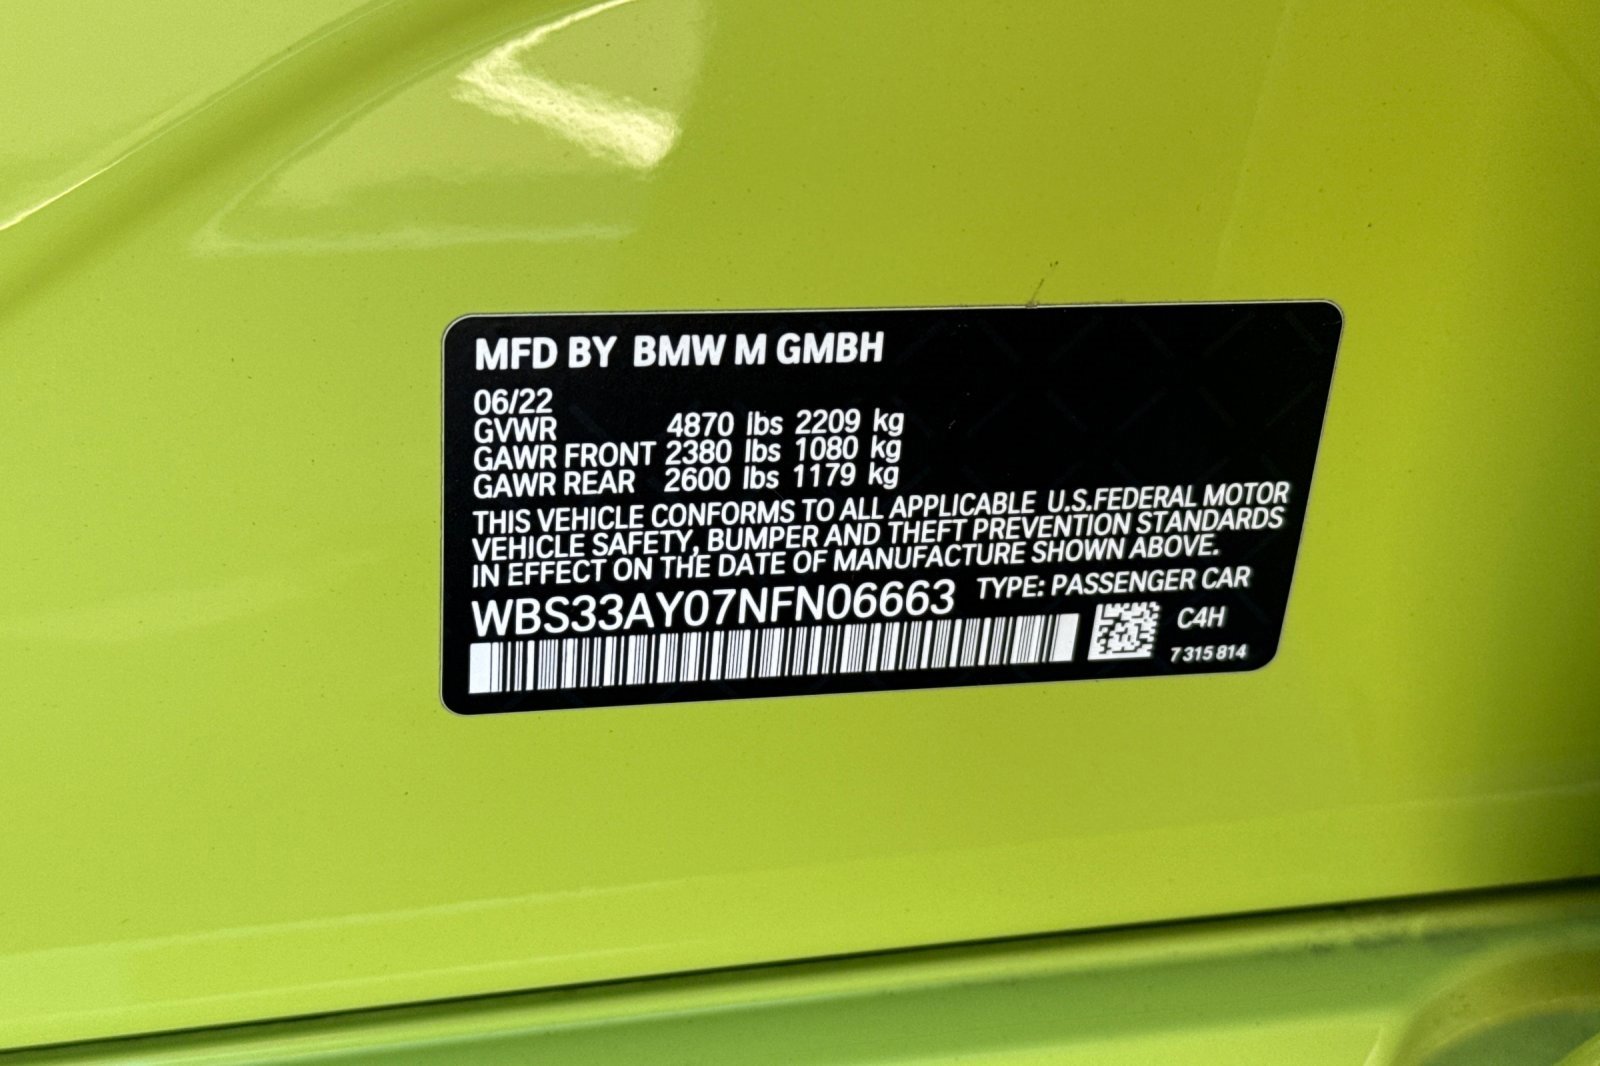 MFD BY BMW M GMBH
06/22
GVWR 4870 lbs 2209 kg
GAWR FRONT 2380 lbs 1080 kg
GAWR REAR 2600 lbs 1179 kg
THIS VEHICLE CONFORMS TO ALL APPLICABLE U.S.FEDERAL MOTOR
VEHICLE SAFETY, BUMPER AND THEFT PREVENTION STANDARDS
IN EFFECT ON THE DATE OF MANUFACTURE SHOWN ABOVE.
WBS33AY07NFN06663 TYPE: PASSENGER CAR
C4H
7 315 814